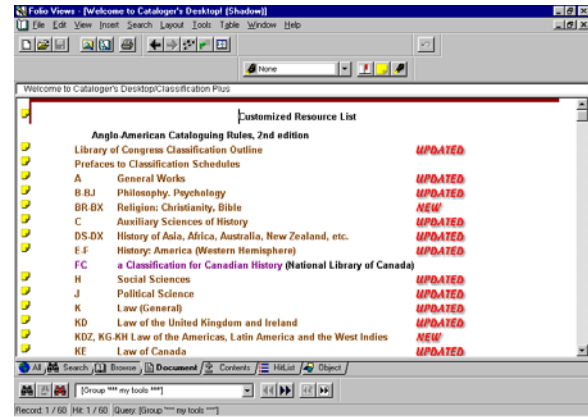 Folio Views - [Welcome to Cataloger's Desktop! (Shadow)]
File Edit View Insert Search Layout Tools Table Window Help
None
Welcome to Cataloger's Desktop/Classification Plus
Customized Resource List
Anglo-American Cataloguing Rules, 2nd edition
Library of Congress Classification Outline UPDATED
Prefaces to Classification Schedules
A General Works UPDATED
B-BJ Philosophy. Psychology UPDATED
BR-BX Religion: Christianity, Bible NEW
C Auxiliary Sciences of History UPDATED
DS-DX History of Asia, Africa, Australia, New Zealand, etc. UPDATED
E-F History: America (Western Hemisphere) UPDATED
FC a Classification for Canadian History (National Library of Canada)
H Social Sciences UPDATED
J Political Science UPDATED
K Law (General) UPDATED
KD Law of the United Kingdom and Ireland UPDATED
KDZ, KG-KH Law of the Americas, Latin America and the West Indies NEW
KE Law of Canada UPDATED
All Search Browse Document Contents HitList Object
[Group "*** my tools ***"]
Record: 1 / 60 Hit: 1 / 60 Query: [Group "*** my tools ***"]